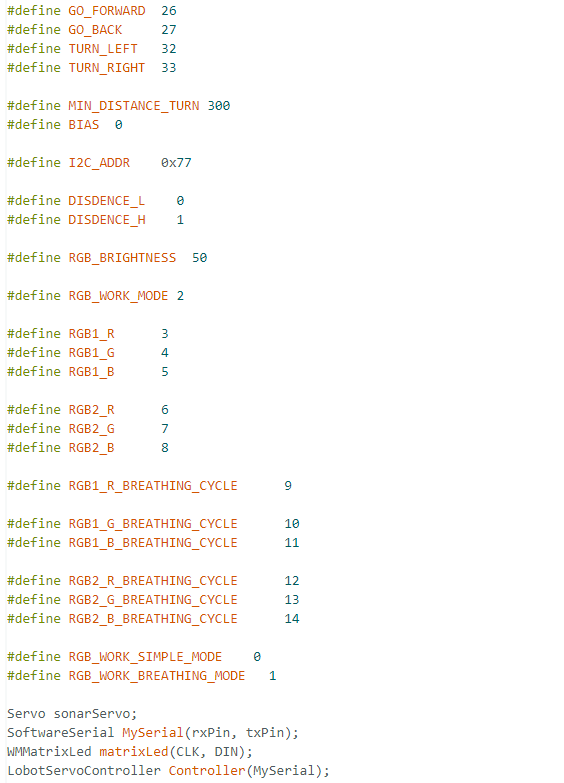 #define GO_FORWARD  26
#define GO_BACK     27
#define TURN_LEFT   32
#define TURN_RIGHT  33
#define MIN_DISTANCE_TURN 300
#define BIAS  0
#define I2C_ADDR    0x77
#define DISDENCE_L    0
#define DISDENCE_H    1
#define RGB_BRIGHTNESS  50
#define RGB_WORK_MODE 2
#define RGB1_R      3
#define RGB1_G      4
#define RGB1_B      5
#define RGB2_R      6
#define RGB2_G      7
#define RGB2_B      8
#define RGB1_R_BREATHING_CYCLE      9
#define RGB1_G_BREATHING_CYCLE      10
#define RGB1_B_BREATHING_CYCLE      11
#define RGB2_R_BREATHING_CYCLE      12
#define RGB2_G_BREATHING_CYCLE      13
#define RGB2_B_BREATHING_CYCLE      14
#define RGB_WORK_SIMPLE_MODE    0
#define RGB_WORK_BREATHING_MODE   1
Servo sonarServo;
SoftwareSerial MySerial(rxPin, txPin);
WMMatrixLed matrixLed(CLK, DIN);
LobotServoController Controller(MySerial);